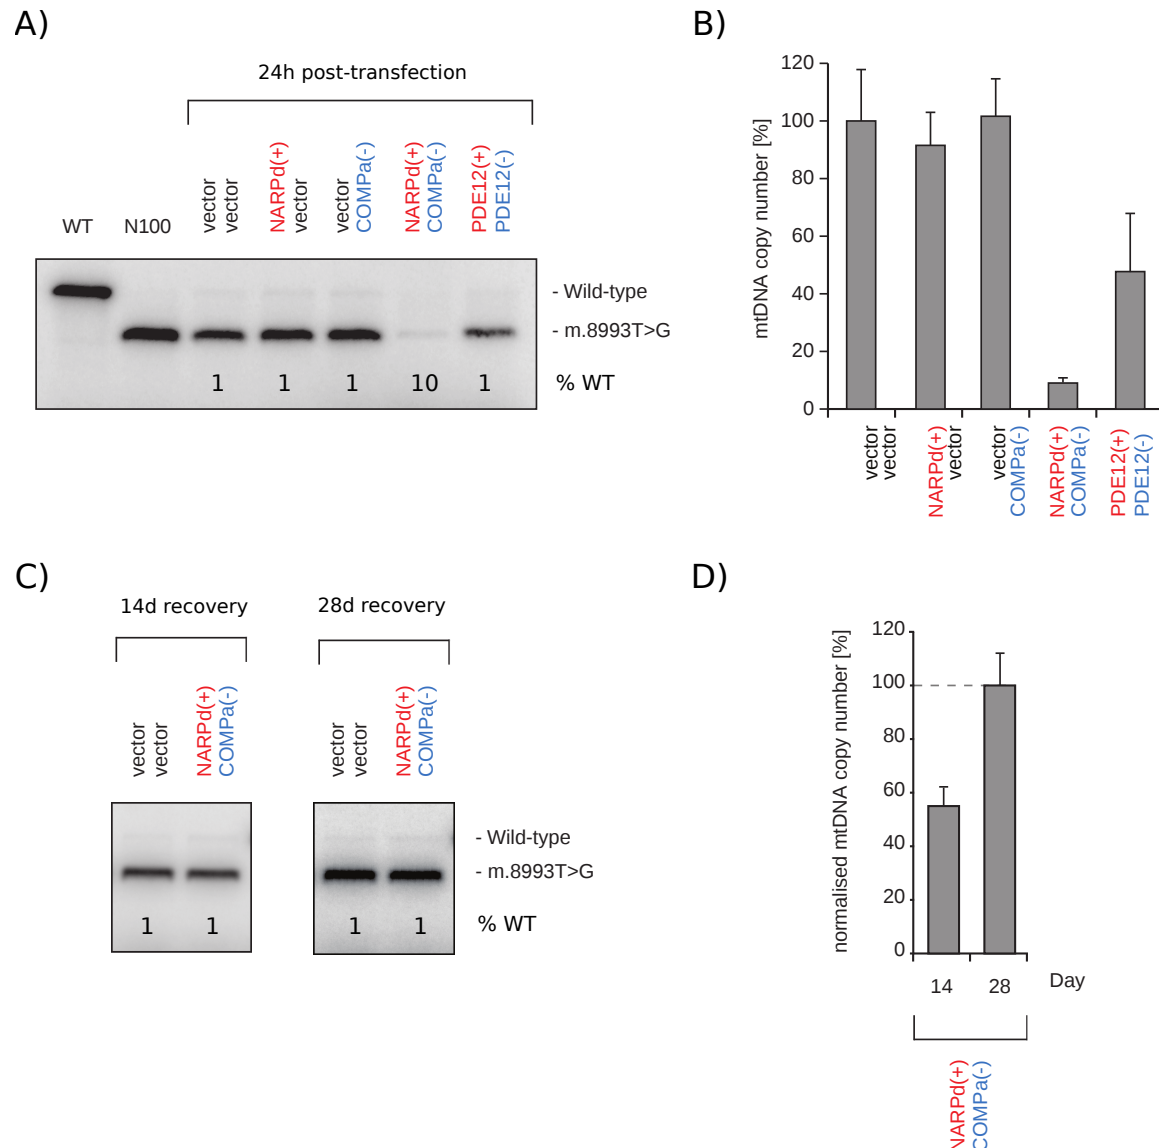 A)
24h post-transfection
WT
N100
vector
vector
NARPd(+)
vector
vector
COMPa(-)
NARPd(+)
COMPa(-)
PDE12(+)
PDE12(-)
- Wild-type
- m.8993T>G
1 1 1 10 1 % WT
B)
mtDNA copy number [%]
120
100
80
60
40
20
0
vector
vector
NARPd(+)
vector
vector
COMPa(-)
NARPd(+)
COMPa(-)
PDE12(+)
PDE12(-)
C)
14d recovery
28d recovery
vector
vector
NARPd(+)
COMPa(-)
vector
vector
NARPd(+)
COMPa(-)
- Wild-type
- m.8993T>G
1 1 1 1 % WT
D)
normalised mtDNA copy number [%]
120
100
80
60
40
20
0
14 28 Day
NARPd(+)
COMPa(-)